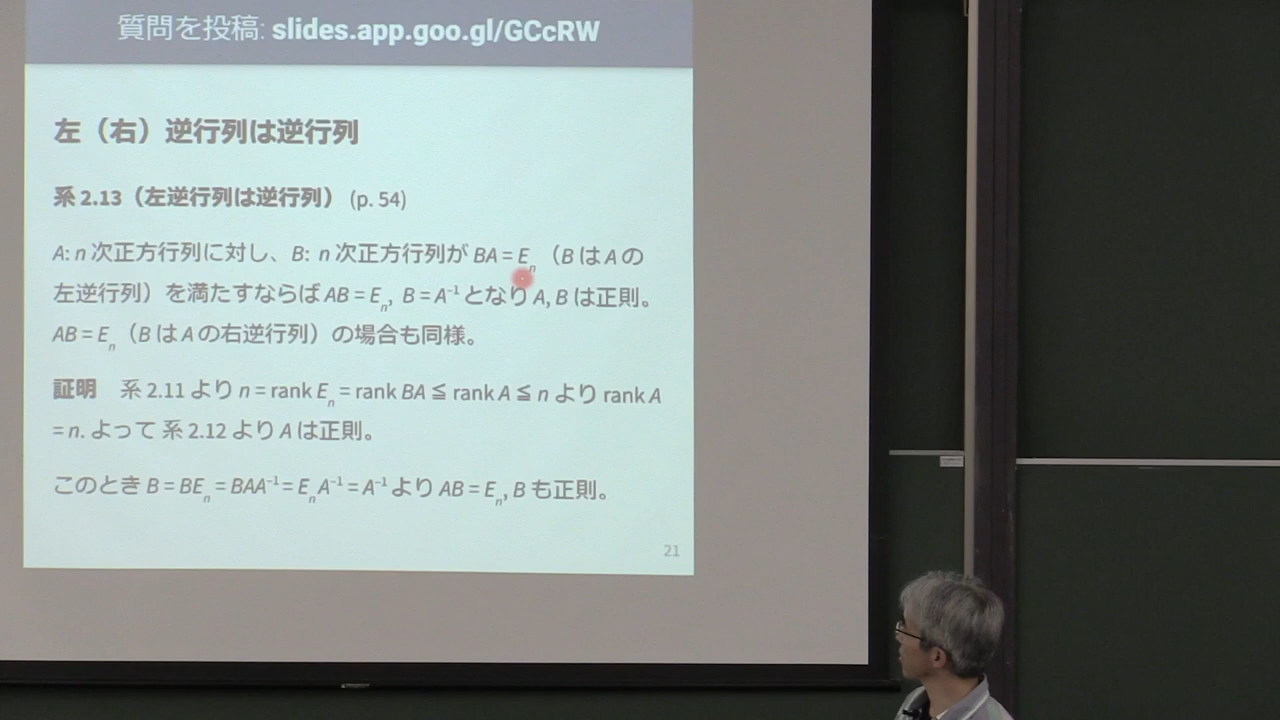 質問を投稿: slides.app.goo.gl/GCcRW
左（右）逆行列は逆行列
系 2.13（左逆行列は逆行列） (p. 54)
A: n 次正方行列に対し、B: n 次正方行列が BA = Eₙ （B は A の
左逆行列）を満たすならば AB = Eₙ, B = A⁻¹ となり A, B は正則。
AB = Eₙ （B は A の右逆行列）の場合も同様。
証明 系 2.11 より n = rank Eₙ = rank BA ≦ rank A ≦ n より rank A
= n. よって 系 2.12 より A は正則。
このとき B = BEₙ = BAA⁻¹ = EₙA⁻¹ = A⁻¹ より AB = Eₙ, B も正則。
21